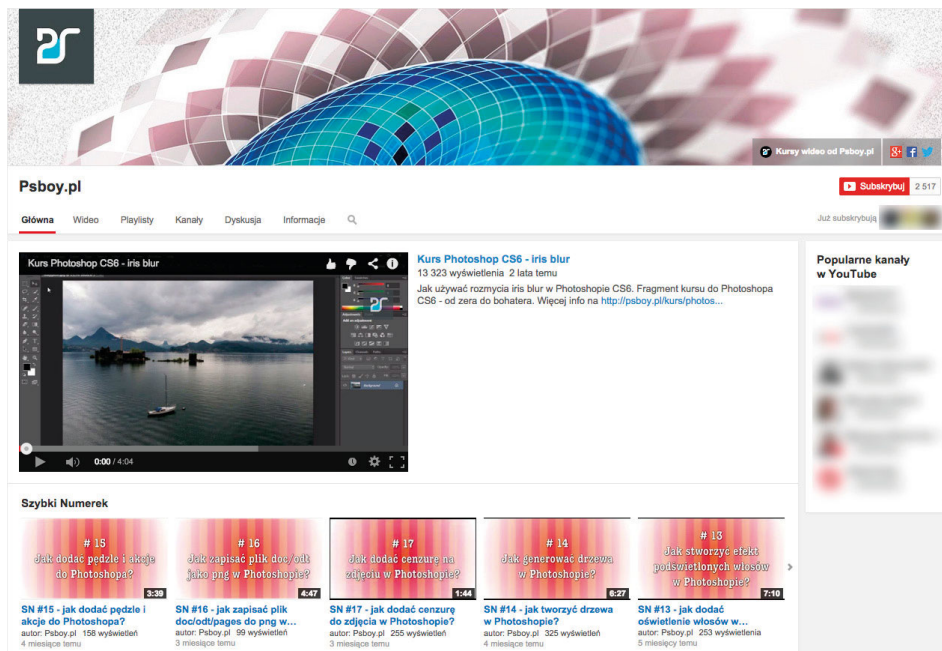 Kursy wideo od Psboy.pl
Psboy.pl
Subskrybuj 2 517
Główna Wideo Playlisty Kanały Dyskusja Informacje
Już subskrybują
Kurs Photoshop CS6 - iris blur
0:00 / 4:04
Kurs Photoshop CS6 - iris blur
13 323 wyświetlenia 2 lata temu
Jak używać rozmycia iris blur w Photoshopie CS6. Fragment kursu do Photoshopa
CS6 - od zera do bohatera. Więcej info na http://psboy.pl/kurs/photos...
Popularne kanały
w YouTube
Szybki Numerek
# 15
Jak dodać pędzle i akcje
do Photoshopa?
3:39
SN #15 - jak dodać pędzle i
akcje do Photoshopa?
autor: Psboy.pl 158 wyświetleń
4 miesiące temu
# 16
Jak zapisać plik doc/odt
jako png w Photoshopie?
4:47
SN #16 - jak zapisać plik
doc/odt/pages do png w...
autor: Psboy.pl 99 wyświetleń
3 miesiące temu
# 17
Jak dodać cenzurę na
zdjęciu w Photoshopie?
1:44
SN #17 - jak dodać cenzurę
do zdjęcia w Photoshopie?
autor: Psboy.pl 255 wyświetleń
3 miesiące temu
# 14
Jak generować drzewa
w Photoshopie?
6:27
SN #14 - jak tworzyć drzewa
w Photoshopie?
autor: Psboy.pl 325 wyświetleń
4 miesiące temu
# 13
Jak stworzyć efekt
podświetlonych włosów
w Photoshopie?
7:10
SN #13 - jak dodać
oświetlenie włosów w...
autor: Psboy.pl 253 wyświetlenia
5 miesięcy temu